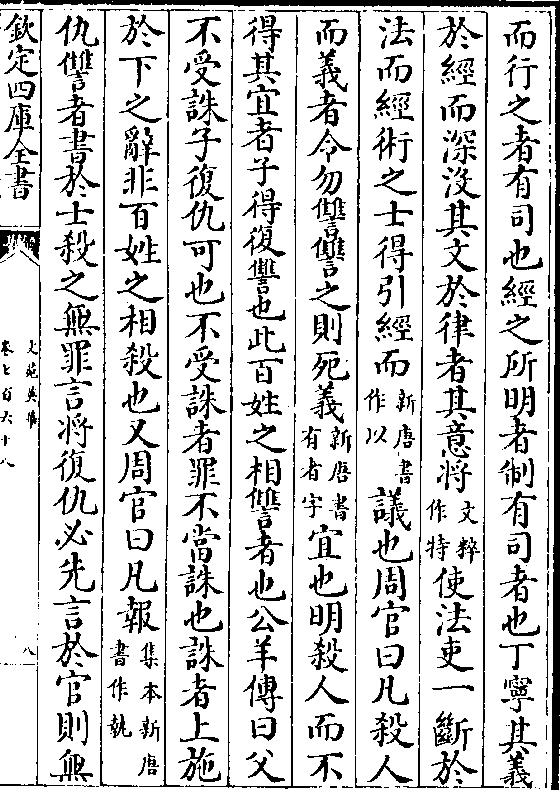 而行之者有司也經之所明者制有司者也丁寧其義
於經而深沒其文於律者其意將文粹作特使法吏一斷於
法而經術之士得引經而新唐書作以議也周官曰凡殺人
而義者令勿讐讐之則死義新唐書有者字宜也明殺人而不
得其宜者子得復讐也此百姓之相讐者也公羊傳曰父
不受誅子復仇可也不受誅者罪不當誅也誅者上施
於下之辭非百姓之相殺也又周官曰凡報集本新唐書作執
仇讐者書於士殺之無罪言將復仇必先言於官則無
欽定四庫全書
文苑英華
卷七百六十八
八